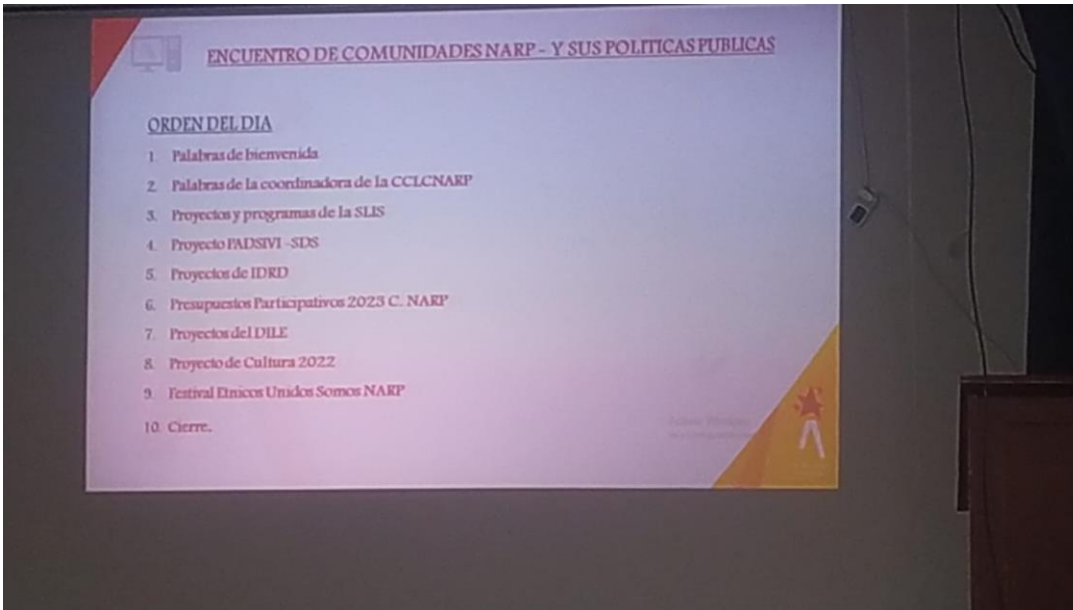 ENCUENTRO DE COMUNIDADES NARP - Y SUS POLITICAS PUBLICAS
ORDEN DEL DIA
1. Palabras de bienvenida
2. Palabras de la coordinadora de la CCLCNARP
3. Proyectos y programas de la SLIS
4. Proyecto PADSIVI -SDS
5. Proyectos de IDRD
6. Presupuestos Participativos 2023 C. NARP
7. Proyectos del DILE
8. Proyecto de Cultura 2022
9. Festival Etnicos Unidos Somos NARP
10. Cierre.